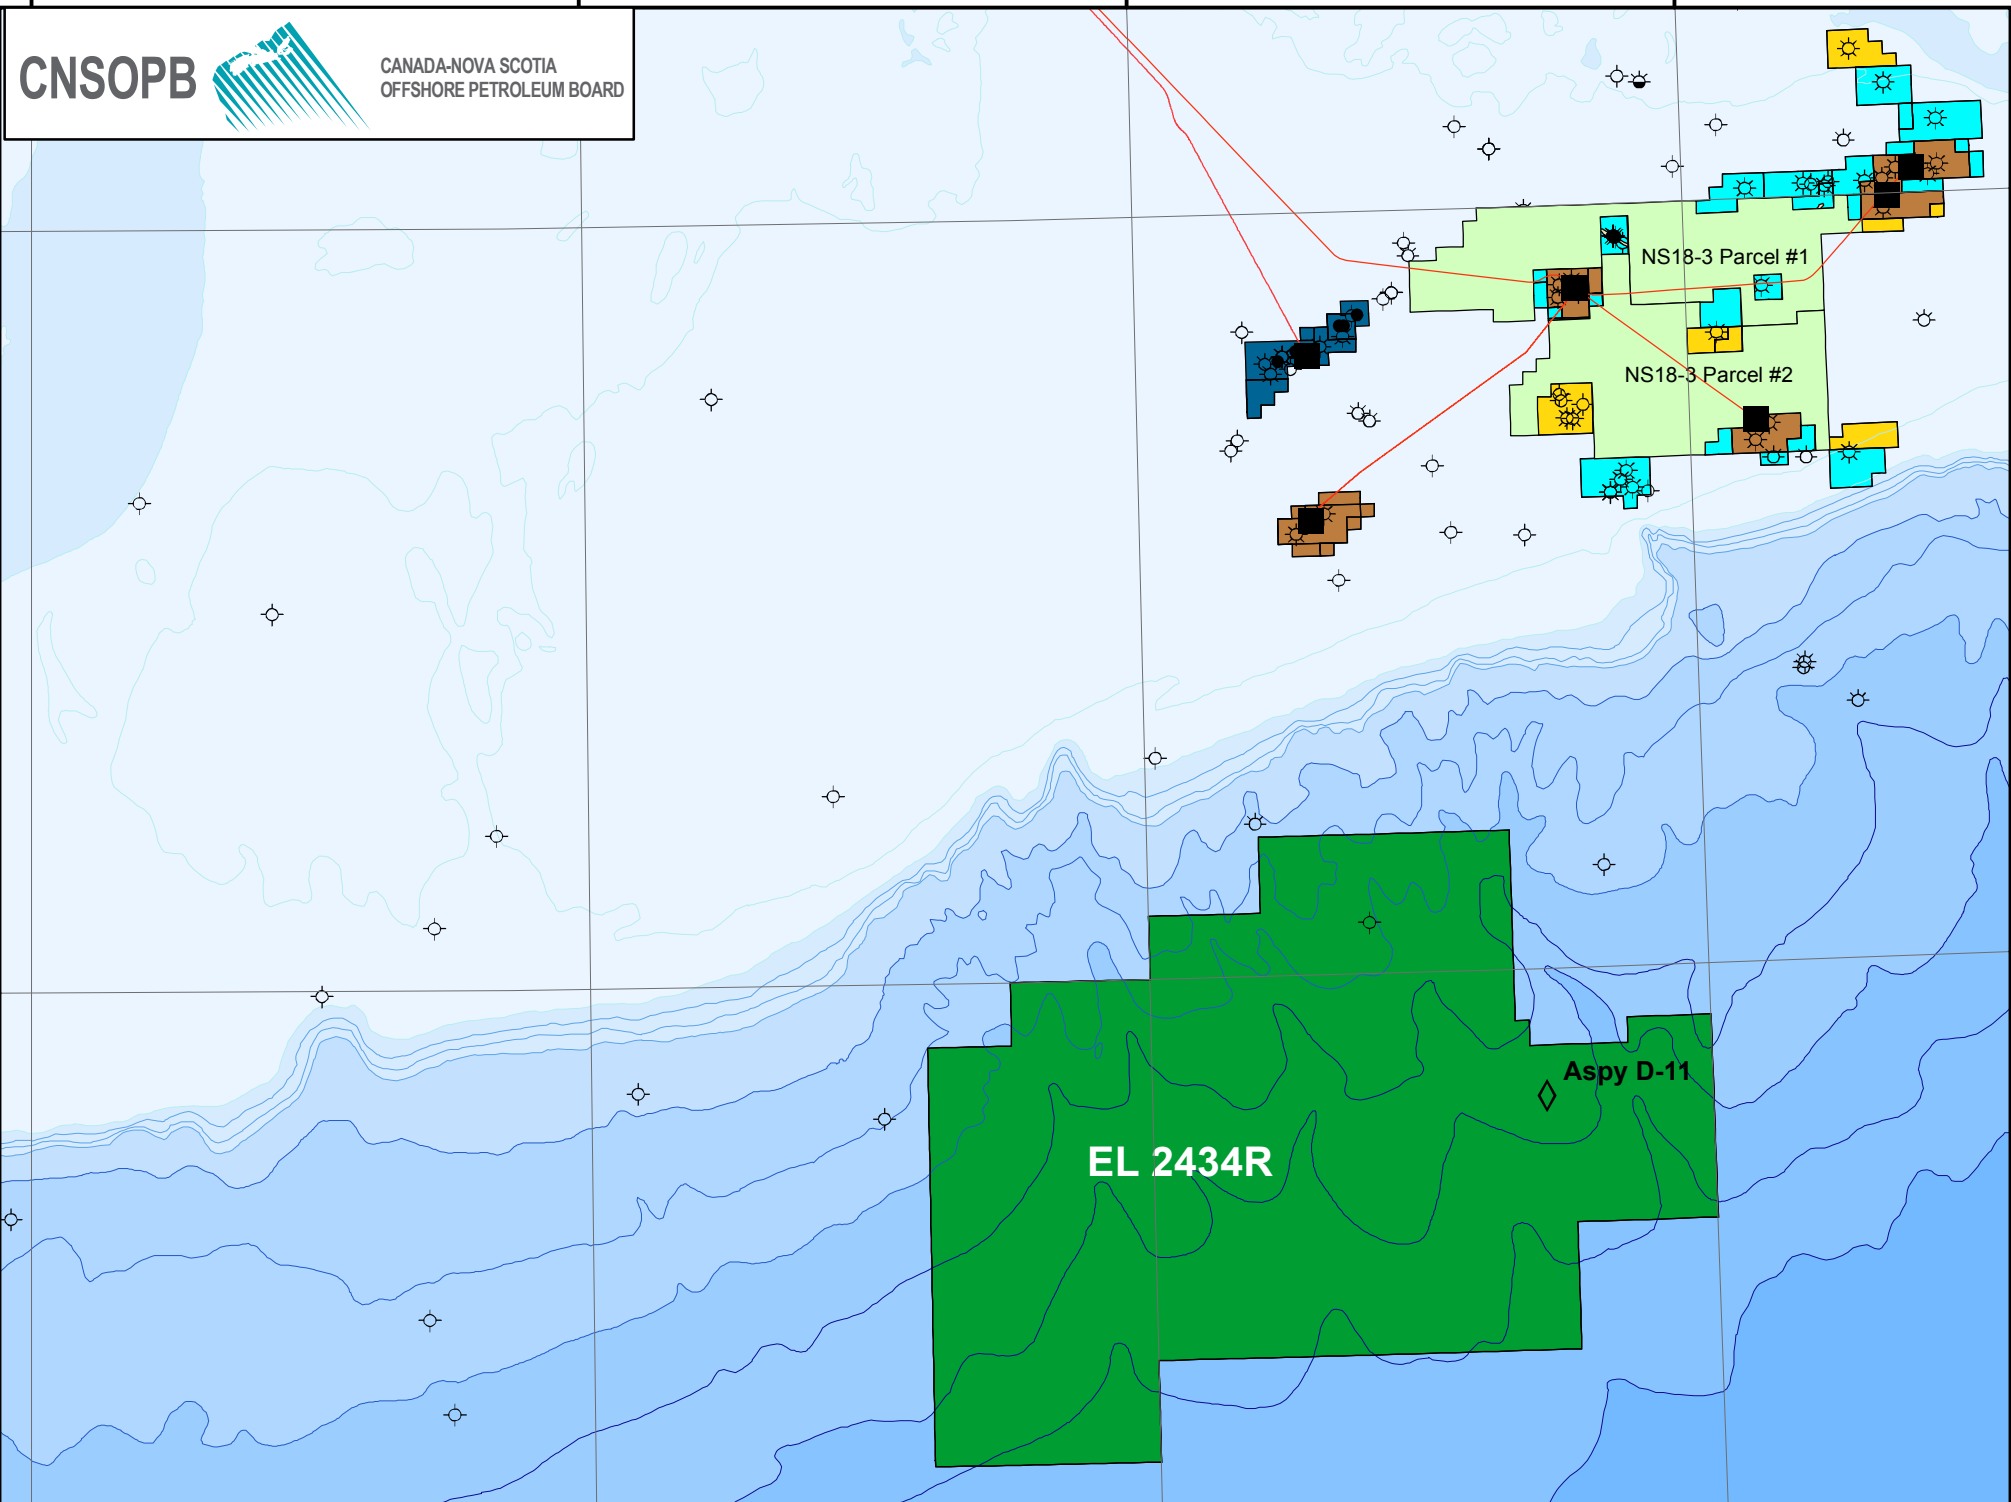 CNSOPB
CANADA-NOVA SCOTIA
OFFSHORE PETROLEUM BOARD
NS18-3 Parcel #1
NS18-3 Parcel #2
Aspy D-11
EL 2434R